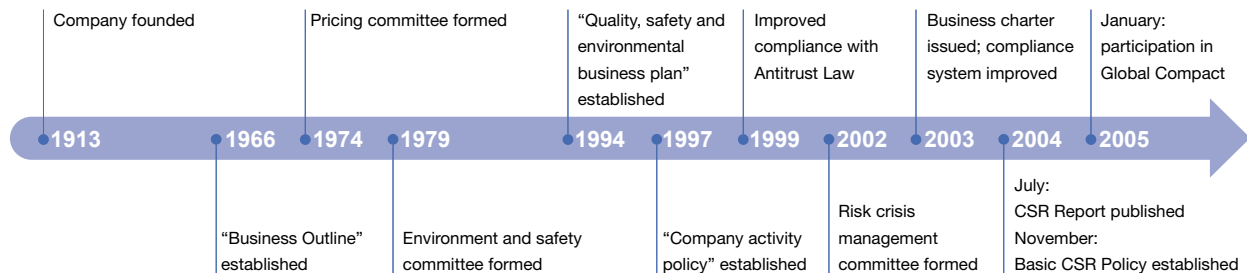 Company founded
Pricing committee formed
“Quality, safety and
environmental
business plan”
established
Improved
compliance with
Antitrust Law
Business charter
issued; compliance
system improved
January:
participation in
Global Compact
1913
1966
1974
1979
1994
1997
1999
2002
2003
2004
2005
“Business Outline”
established
Environment and safety
committee formed
“Company activity
policy” established
Risk crisis
management
committee formed
July:
CSR Report published
November:
Basic CSR Policy established